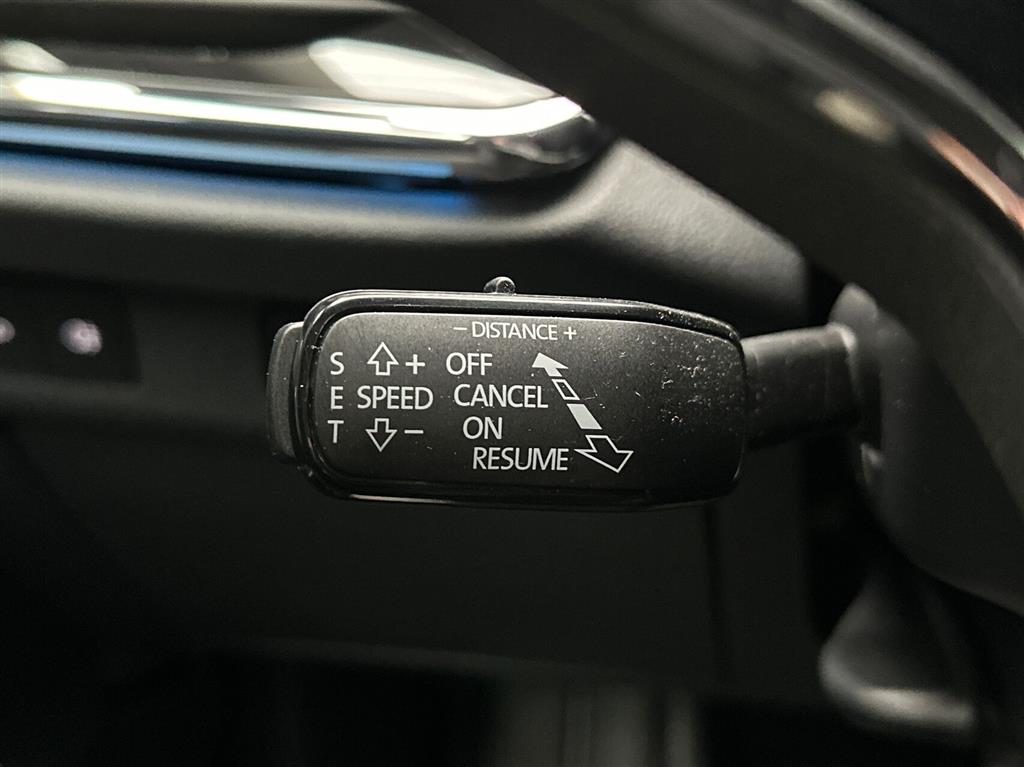 − DISTANCE +
S + OFF
E SPEED CANCEL
T − ON
RESUME